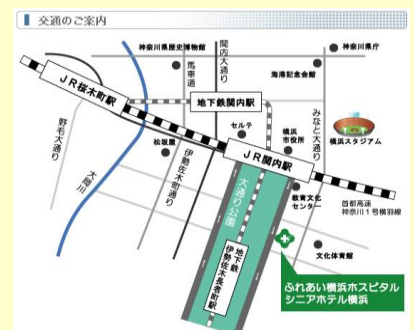 交通のご案内
神奈川県歴史博物館
関内大通り
神奈川県庁
馬車道
海港記念会館
JR桜木町駅
地下鉄関内駅
みなと大通り
セルテ
横浜
市役所
横浜スタジアム
野毛大通り
松坂屋
JR関内駅
大岡川
伊勢佐木町通り
大通り公園
教育文化
センター
首都高速
神奈川1号横羽線
地下鉄
伊勢佐木長者町駅
文化体育館
ふれあい横浜ホスピタル
シニアホテル横浜